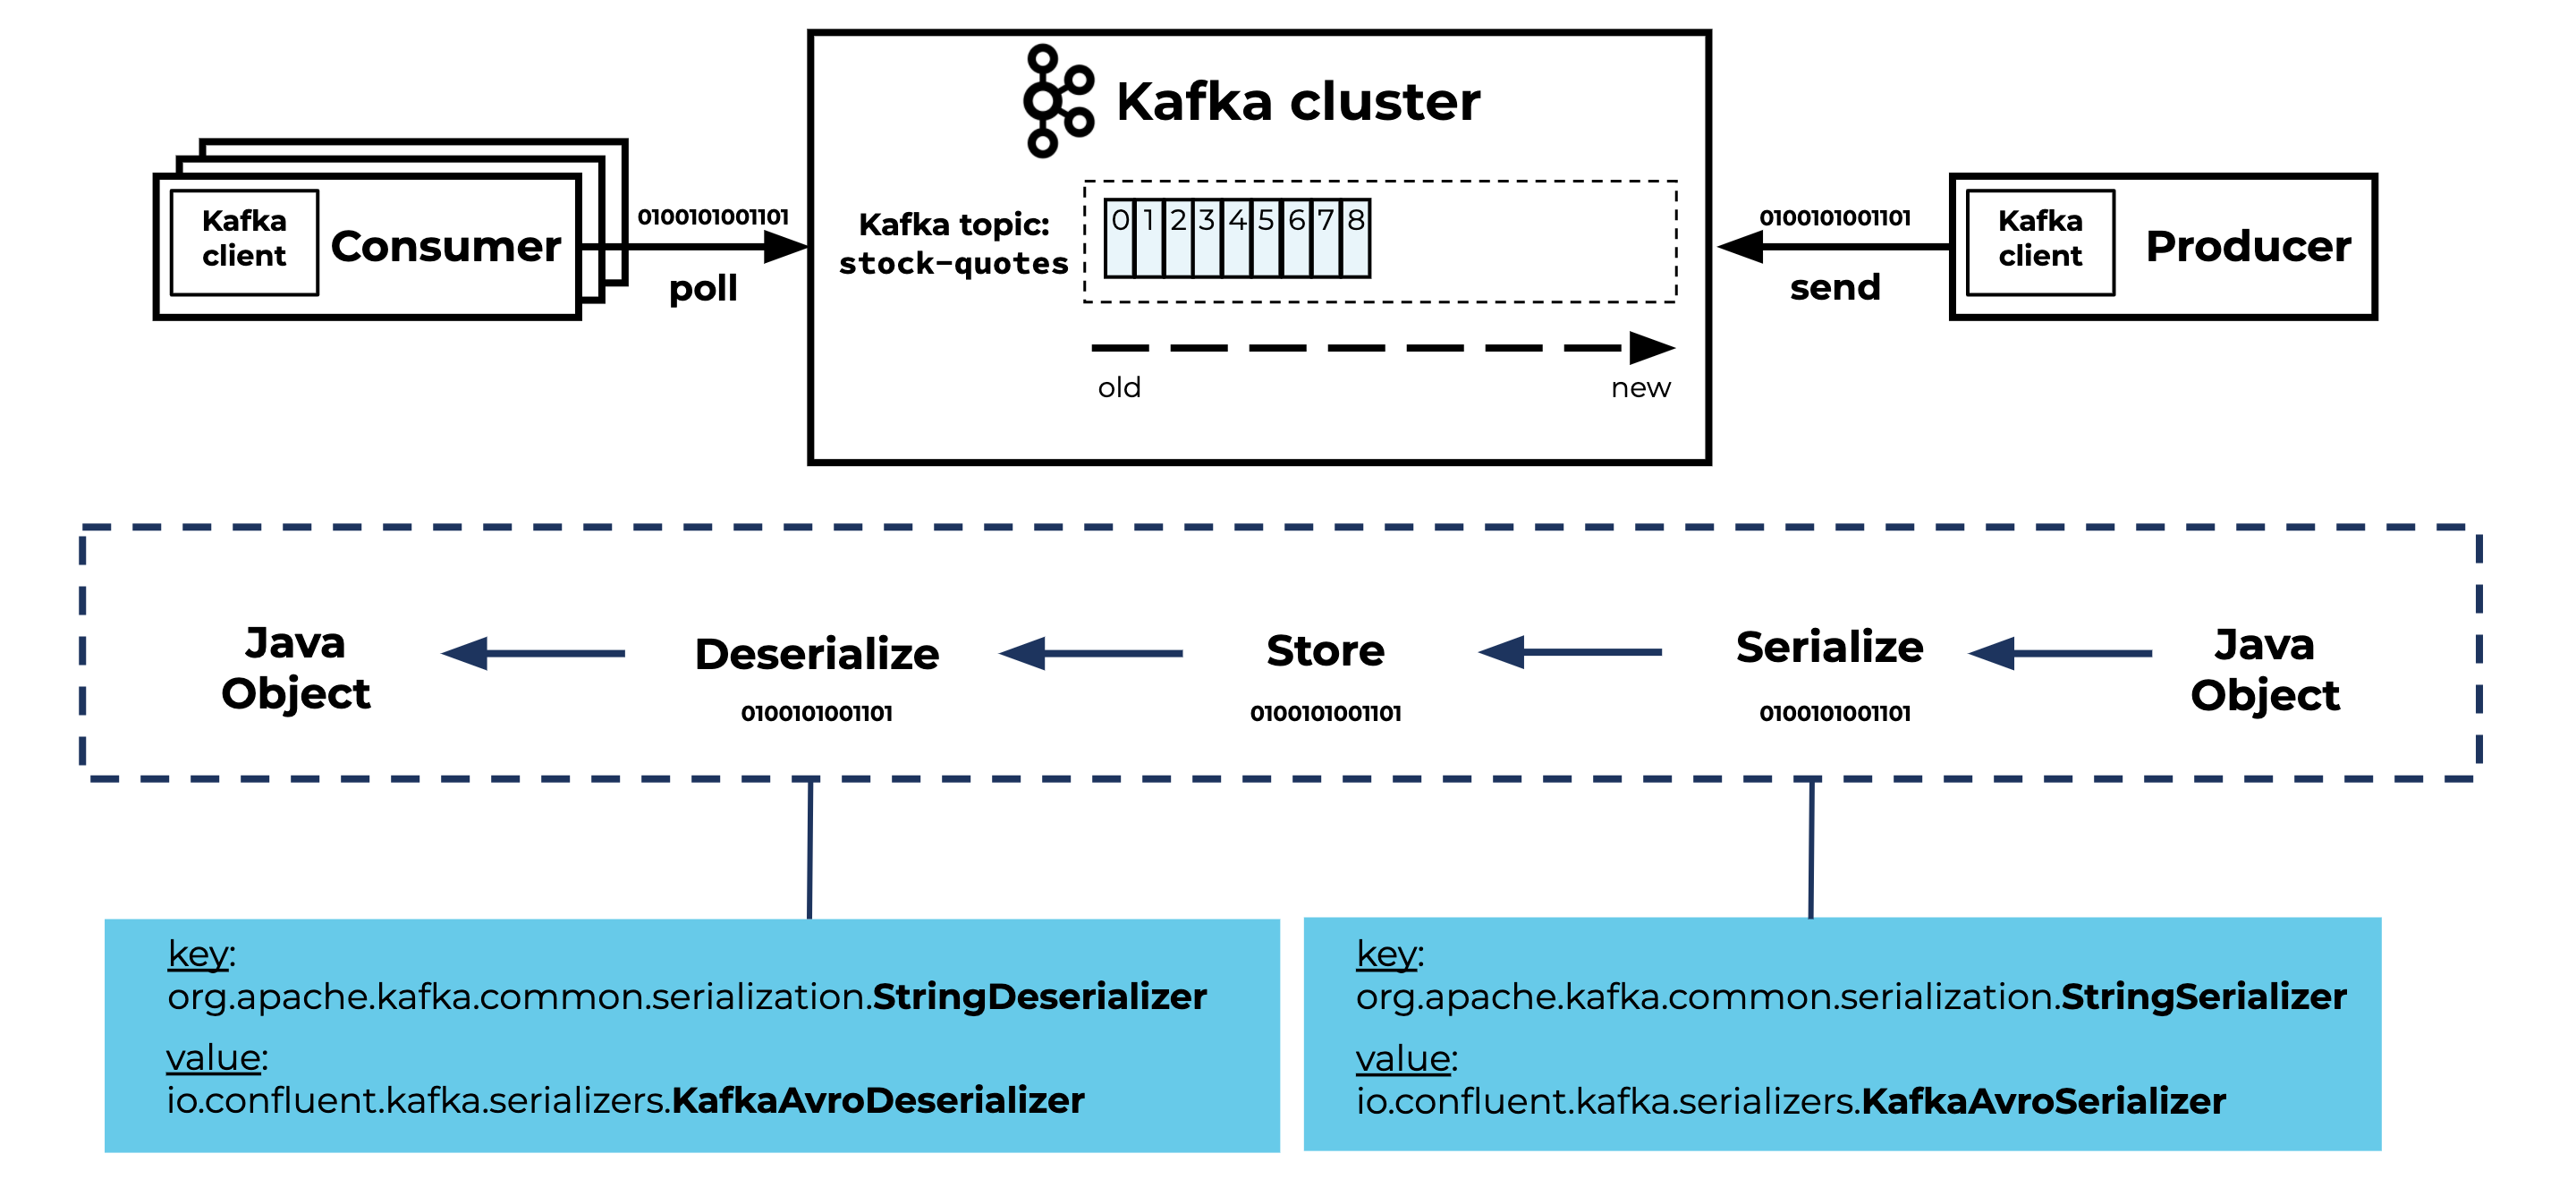 Kafka cluster
Kafka
client
Consumer
0100101001101
poll
Kafka topic:
stock-quotes
0 1 2 3 4 5 6 7 8
old
new
0100101001101
send
Kafka
client
Producer
Java
Object
Deserialize
0100101001101
Store
0100101001101
Serialize
0100101001101
Java
Object
key:
org.apache.kafka.common.serialization.StringDeserializer
value:
io.confluent.kafka.serializers.KafkaAvroDeserializer
key:
org.apache.kafka.common.serialization.StringSerializer
value:
io.confluent.kafka.serializers.KafkaAvroSerializer